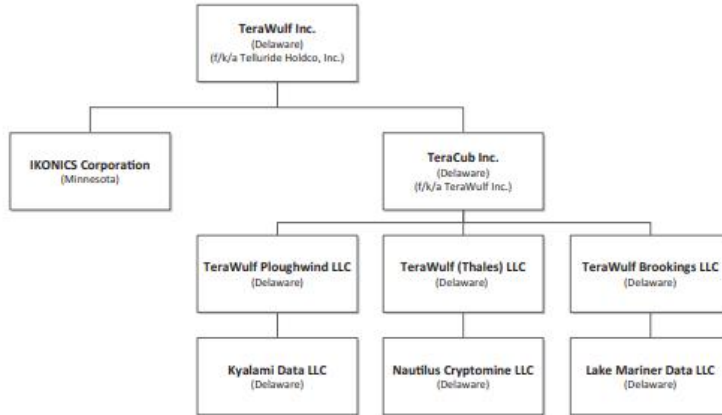 TeraWulf Inc.
(Delaware)
(f/k/a Telluride Holdco, Inc.)
IKONICS Corporation
(Minnesota)
TeraCub Inc.
(Delaware)
(f/k/a TeraWulf Inc.)
TeraWulf Ploughwind LLC
(Delaware)
TeraWulf (Thales) LLC
(Delaware)
TeraWulf Brookings LLC
(Delaware)
Kyalami Data LLC
(Delaware)
Nautilus Cryptomine LLC
(Delaware)
Lake Mariner Data LLC
(Delaware)